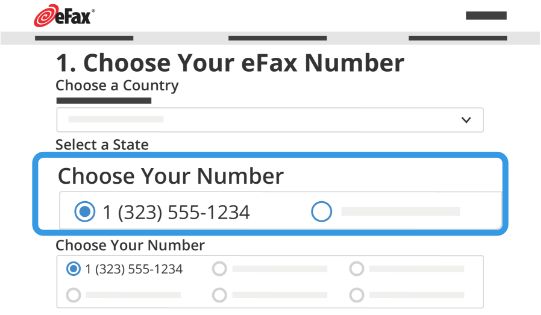 eFax®
1. Choose Your eFax Number
Choose a Country
Select a State
Choose Your Number
1 (323) 555-1234
Choose Your Number
1 (323) 555-1234